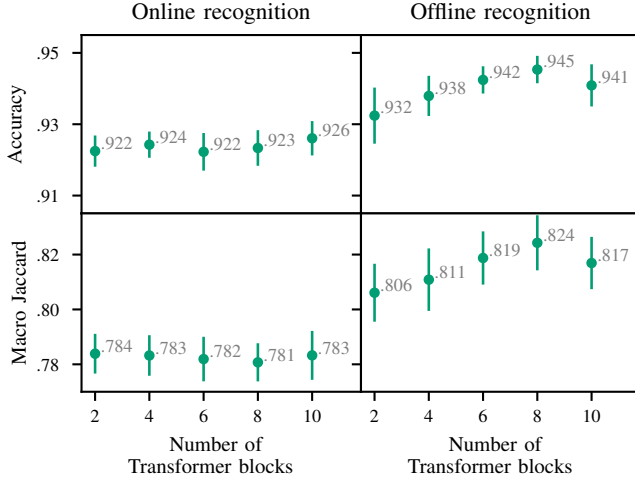 Online recognition
Offline recognition
Accuracy
.95
.93
.91
.922
.924
.922
.923
.926
.932
.938
.942
.945
.941
Macro Jaccard
.82
.80
.78
.784
.783
.782
.781
.783
.806
.811
.819
.824
.817
2 4 6 8 10
2 4 6 8 10
Number of
Transformer blocks
Number of
Transformer blocks